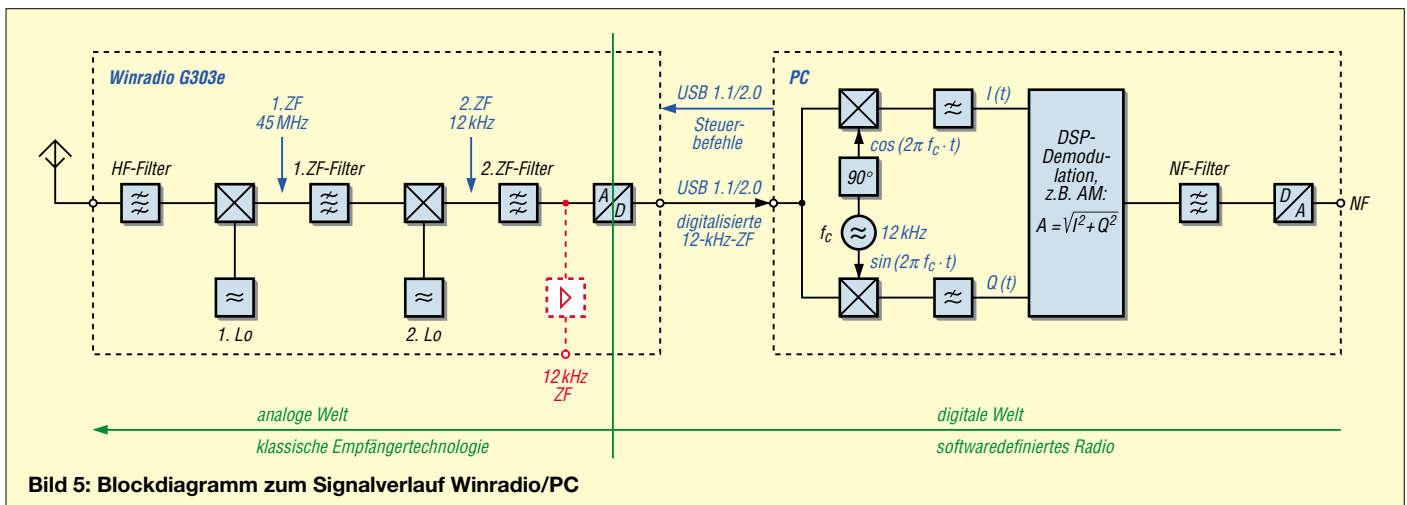 Winradio G303e
1. ZF
45 MHz
2. ZF
12 kHz
HF-Filter
1. ZF-Filter
2. ZF-Filter
A/D
1. Lo
2. Lo
12 kHz
ZF
USB 1.1/2.0
Steuer-
befehle
USB 1.1/2.0
digitalisierte
12-kHz-ZF
PC
I (t)
cos (2π fc · t)
90°
fc
12 kHz
sin (2π fc · t)
Q (t)
DSP-
Demodu-
lation,
z.B. AM:
A = √I² + Q²
NF-Filter
D/A
NF
analoge Welt
klassische Empfängertechnologie
digitale Welt
softwaredefiniertes Radio
Bild 5: Blockdiagramm zum Signalverlauf Winradio/PC